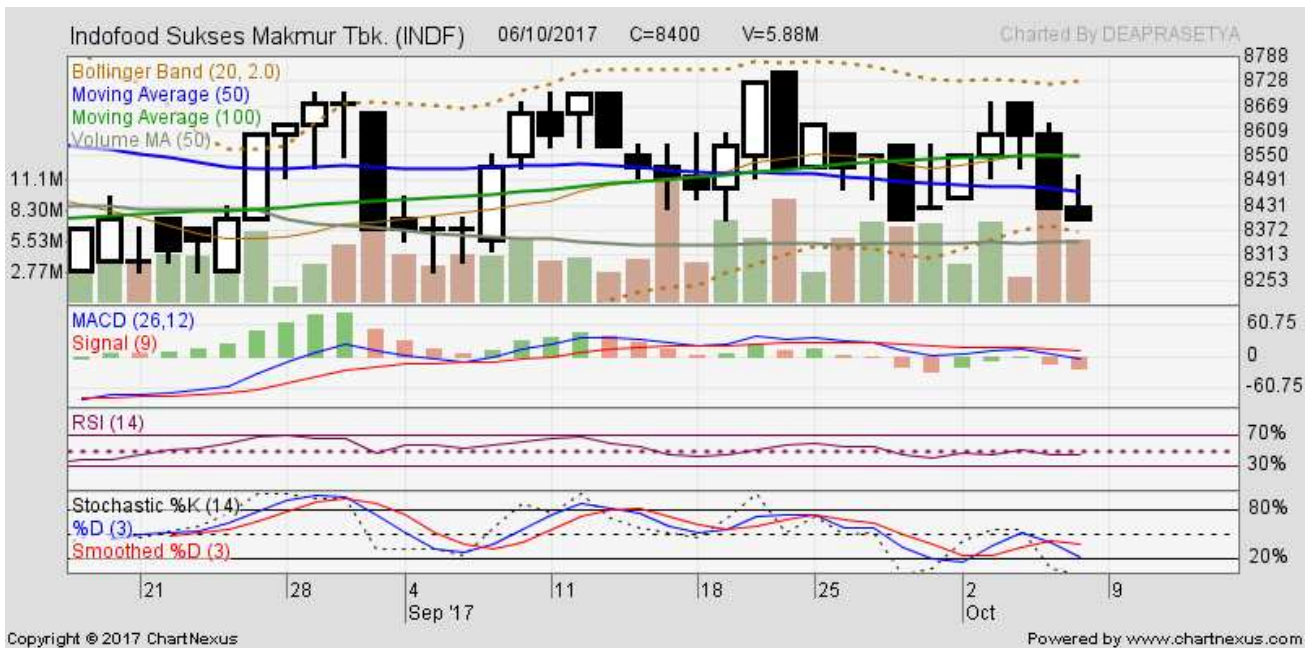 Indofood Sukses Makmur Tbk. (INDF) 06/10/2017 C=8400 V=5.88M Charted By DEAPRASETYA
Bollinger Band (20, 2.0)
Moving Average (50)
Moving Average (100)
Volume MA (50)
11.1M
8.30M
5.53M
2.77M
8788
8728
8669
8609
8550
8491
8431
8372
8313
8253
MACD (26,12)
Signal (9)
60.75
0
-60.75
RSI (14)
70%
30%
Stochastic %K (14)
%D (3)
Smoothed %D (3)
80%
20%
21 28 4 11 18 25 2 9
Sep '17 Oct
Copyright © 2017 ChartNexus Powered by www.chartnexus.com